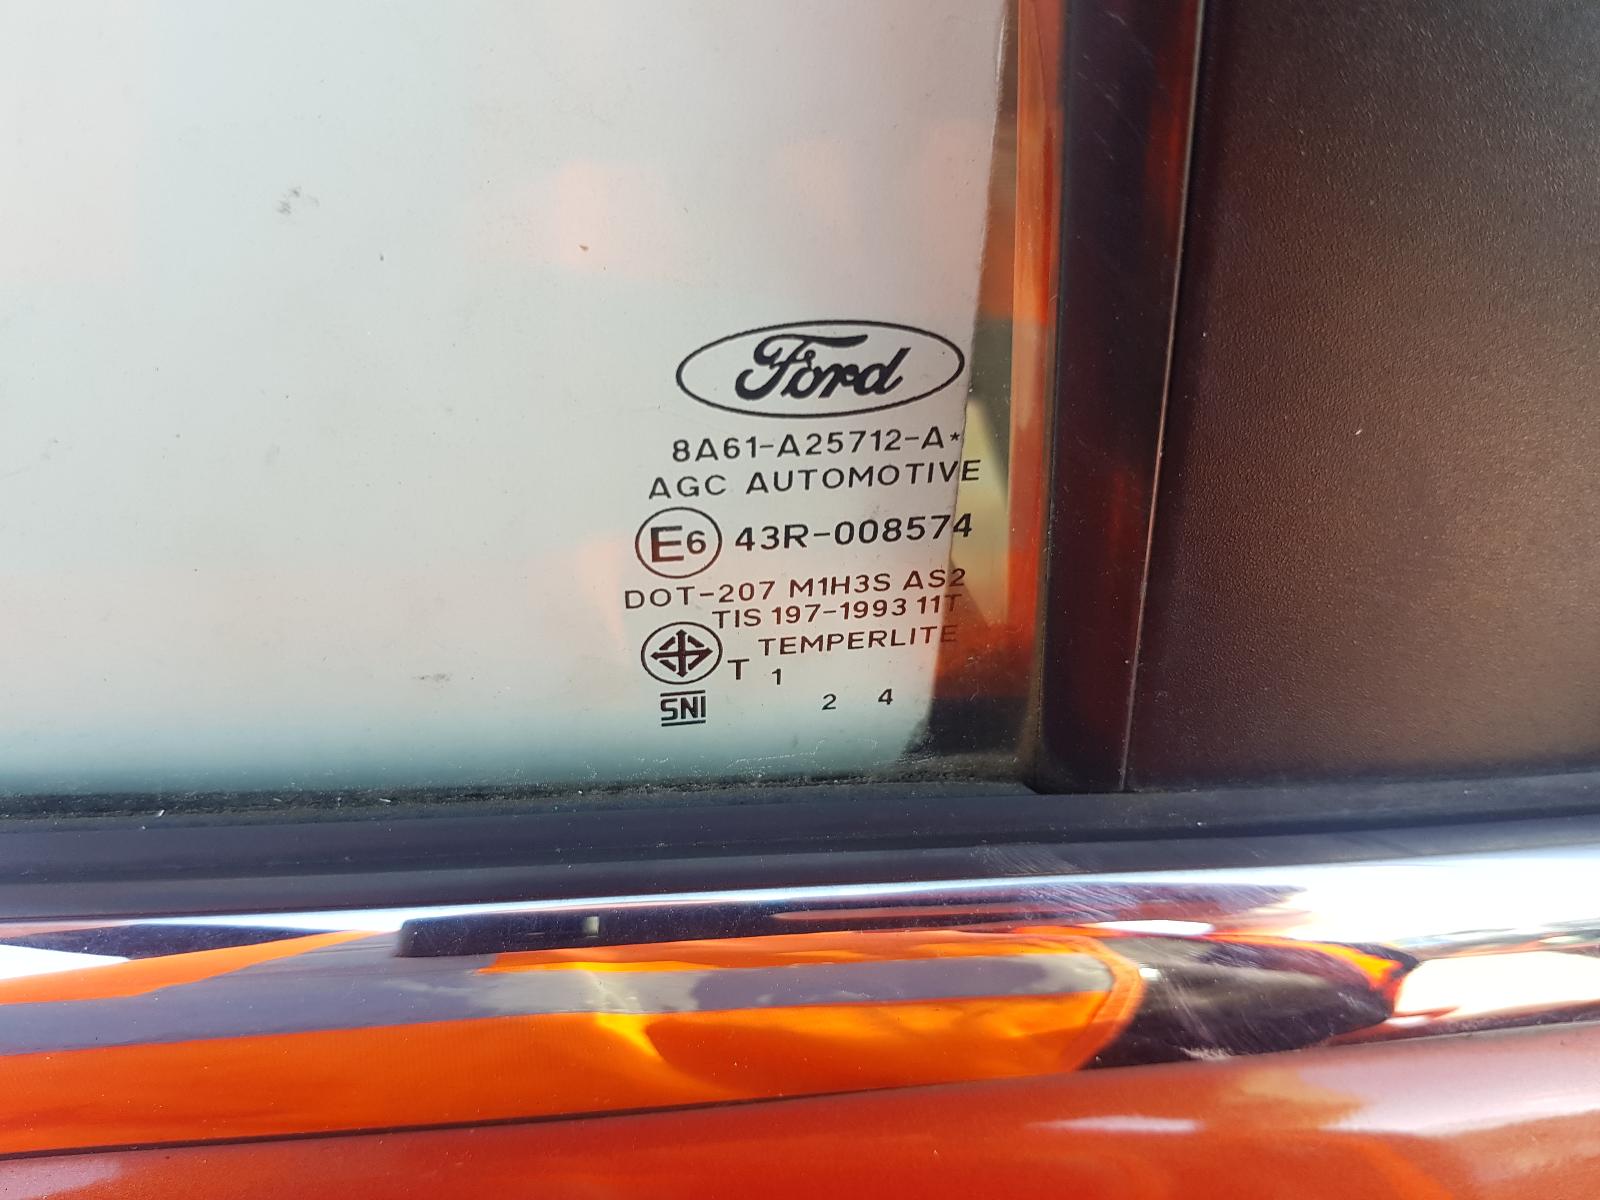 Ford
8A61-A25712-A*
AGC AUTOMOTIVE
E6 43R-008574
DOT-207 M1H3S AS2
TIS 197-1993 11T
TEMPERLITE
T 1
SNI 2 4